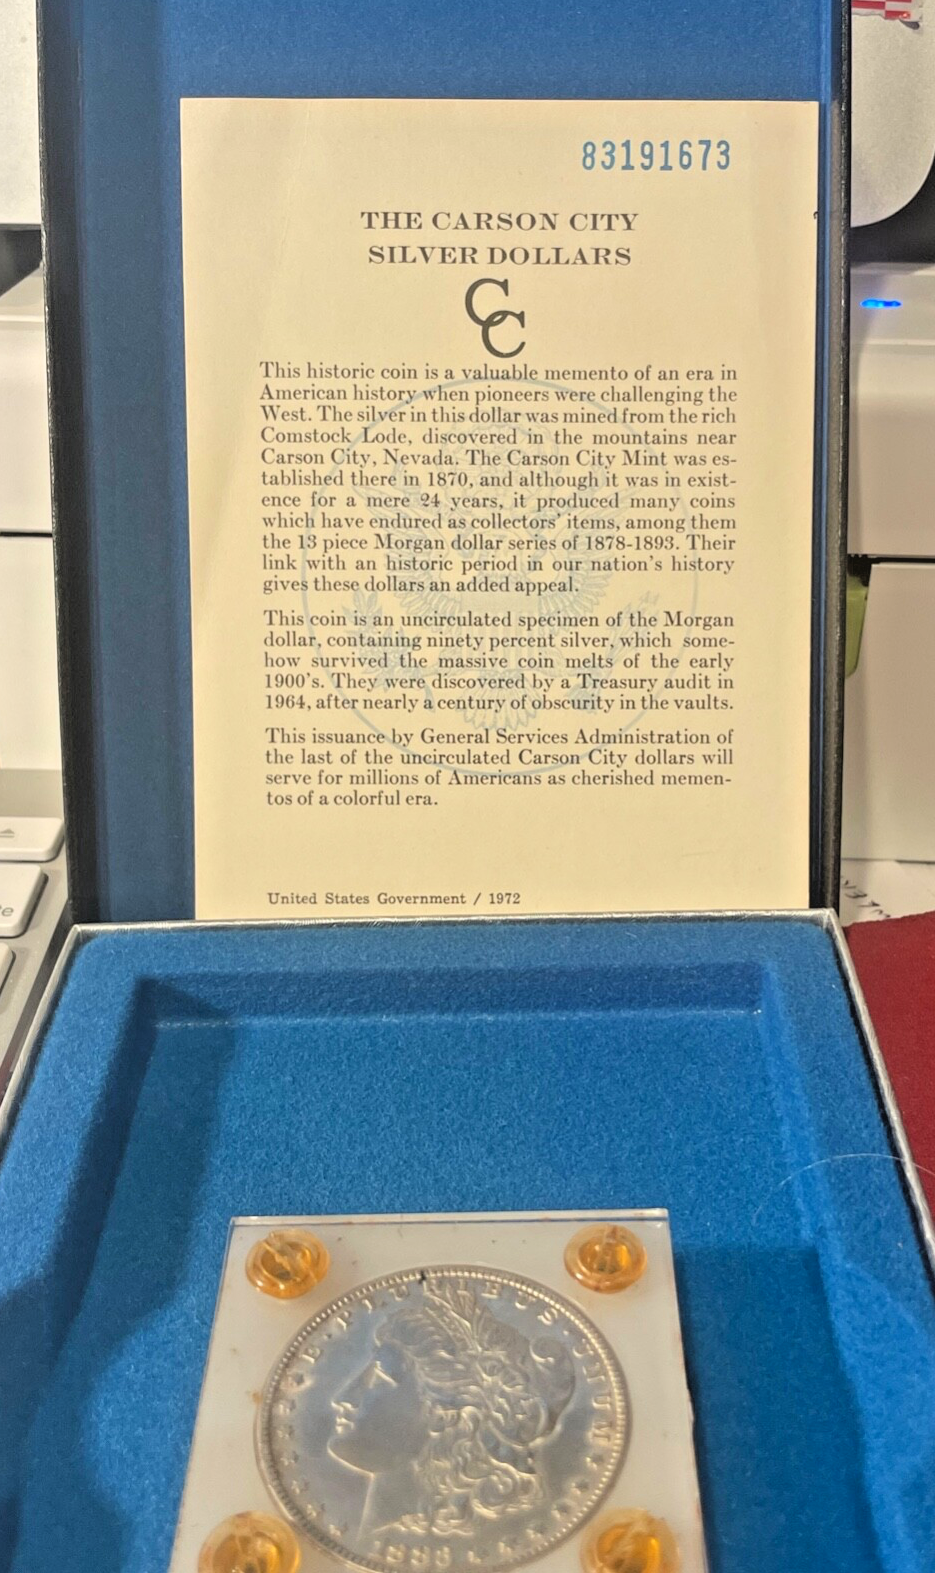 83191673
THE CARSON CITY
SILVER DOLLARS
CC
This historic coin is a valuable memento of an era in
American history when pioneers were challenging the
West. The silver in this dollar was mined from the rich
Comstock Lode, discovered in the mountains near
Carson City, Nevada. The Carson City Mint was es-
tablished there in 1870, and although it was in exist-
ence for a mere 24 years, it produced many coins
which have endured as collectors' items, among them
the 13 piece Morgan dollar series of 1878-1893. Their
link with an historic period in our nation's history
gives these dollars an added appeal.
This coin is an uncirculated specimen of the Morgan
dollar, containing ninety percent silver, which some-
how survived the massive coin melts of the early
1900's. They were discovered by a Treasury audit in
1964, after nearly a century of obscurity in the vaults.
This issuance by General Services Administration of
the last of the uncirculated Carson City dollars will
serve for millions of Americans as cherished memen-
tos of a colorful era.
United States Government / 1972
E · PLURIBUS · UNUM